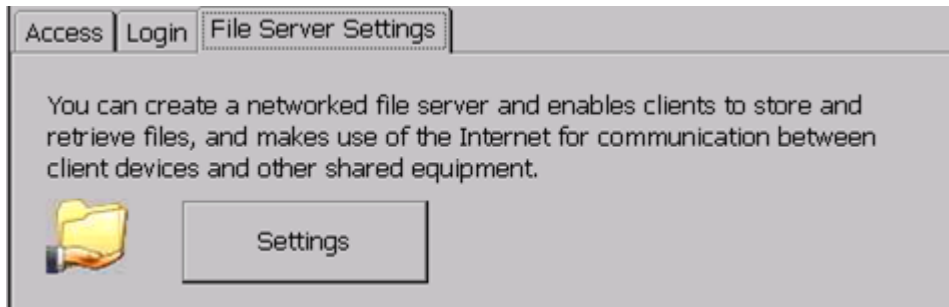 Access Login File Server Settings
You can create a networked file server and enables clients to store and
retrieve files, and makes use of the Internet for communication between
client devices and other shared equipment.
Settings